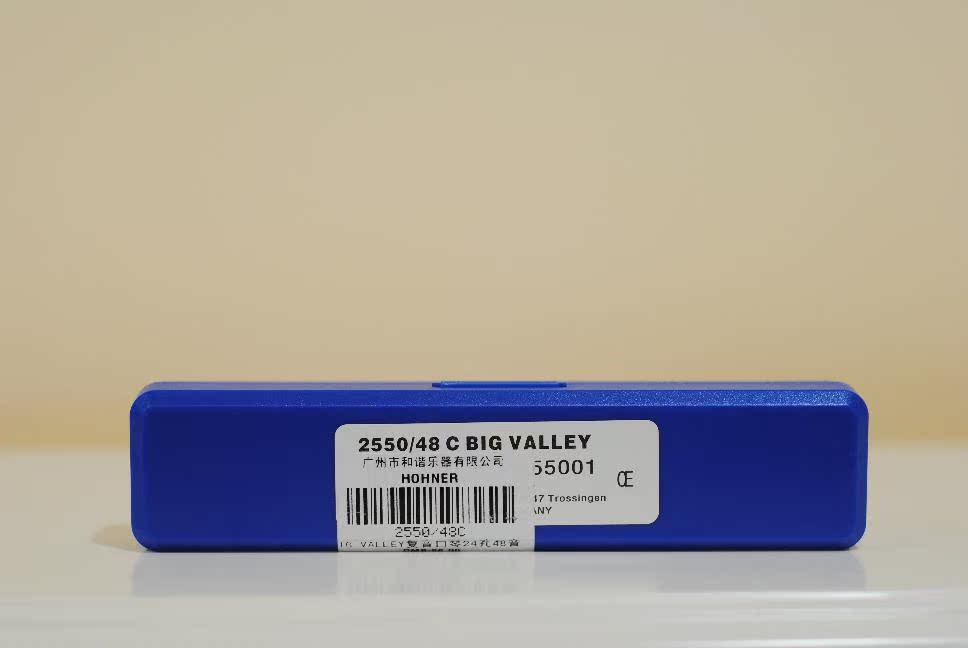 2550/48 C BIG VALLEY
广州市和谐乐器有限公司
55001
HOHNER
47 Trossingen
ANY
2550/48C
IG VALLEY复音口琴24孔48音